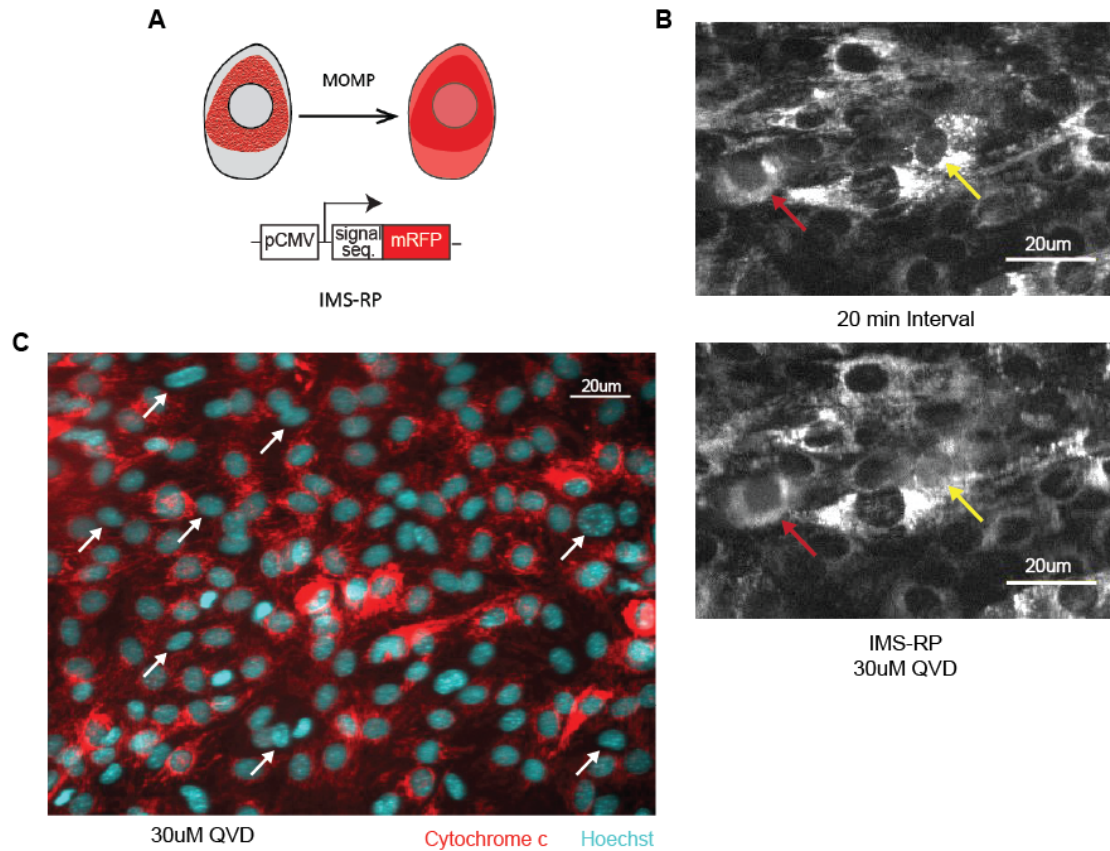 A
MOMP
pCMV
signal
seq.
mRFP
IMS-RP
B
20um
20 min Interval
20um
IMS-RP
30uM QVD
C
20um
30uM QVD
Cytochrome c
Hoechst